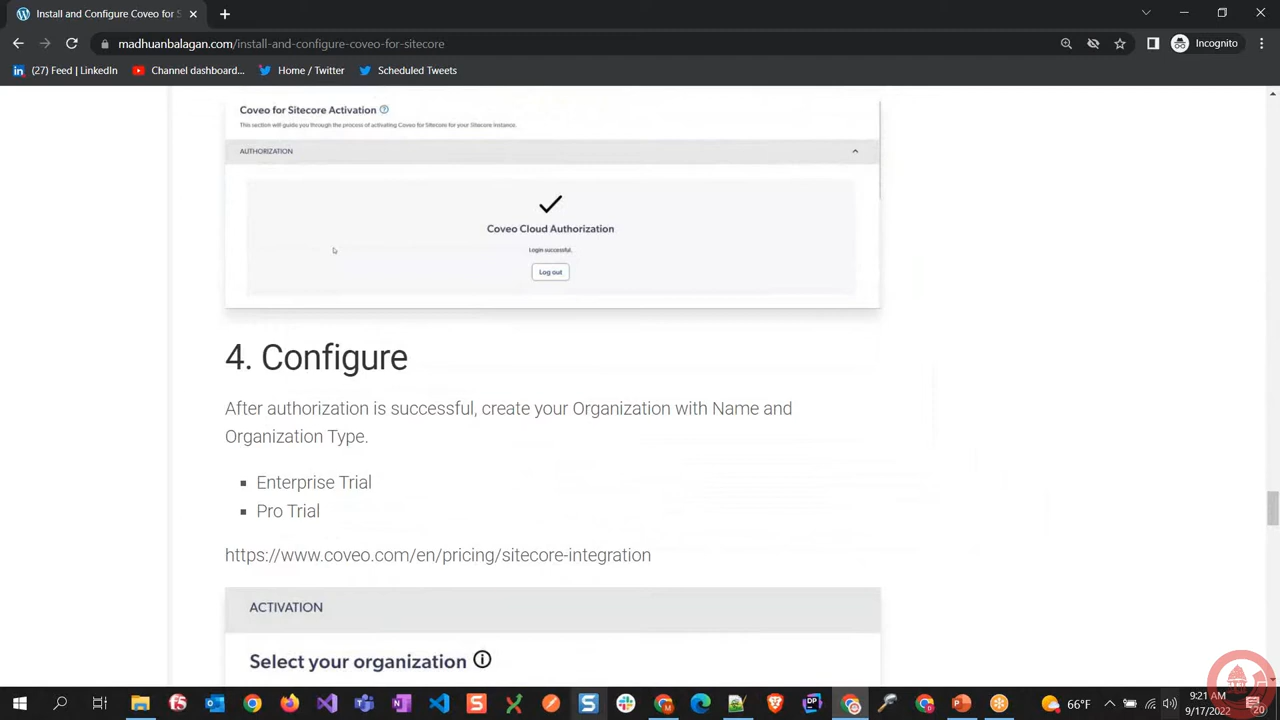 Install and Configure Coveo for S
madhuanbalagan.com/install-and-configure-coveo-for-sitecore
Incognito
(27) Feed | LinkedIn
Channel dashboard...
Home / Twitter
Scheduled Tweets
Coveo for Sitecore Activation
This section will guide you through the process of activating Coveo for Sitecore for your Sitecore instance.
AUTHORIZATION
Coveo Cloud Authorization
Login successful.
Log out
4. Configure
After authorization is successful, create your Organization with Name and
Organization Type.
▪ Enterprise Trial
▪ Pro Trial
https://www.coveo.com/en/pricing/sitecore-integration
ACTIVATION
Select your organization
66°F
9:21 AM
9/17/2022
20